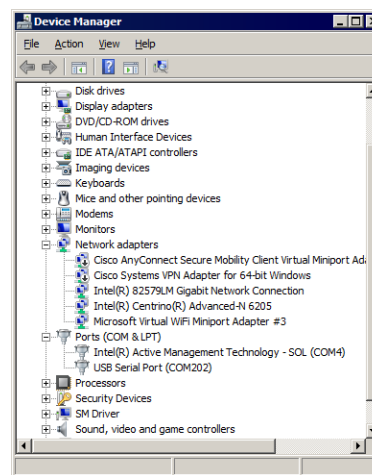 Device Manager
File Action View Help
Disk drives
Display adapters
DVD/CD-ROM drives
Human Interface Devices
IDE ATA/ATAPI controllers
Imaging devices
Keyboards
Mice and other pointing devices
Modems
Monitors
Network adapters
Cisco AnyConnect Secure Mobility Client Virtual Miniport Ada
Cisco Systems VPN Adapter for 64-bit Windows
Intel(R) 82579LM Gigabit Network Connection
Intel(R) Centrino(R) Advanced-N 6205
Microsoft Virtual WiFi Miniport Adapter #3
Ports (COM & LPT)
Intel(R) Active Management Technology - SOL (COM4)
USB Serial Port (COM202)
Processors
Security Devices
SM Driver
Sound, video and game controllers